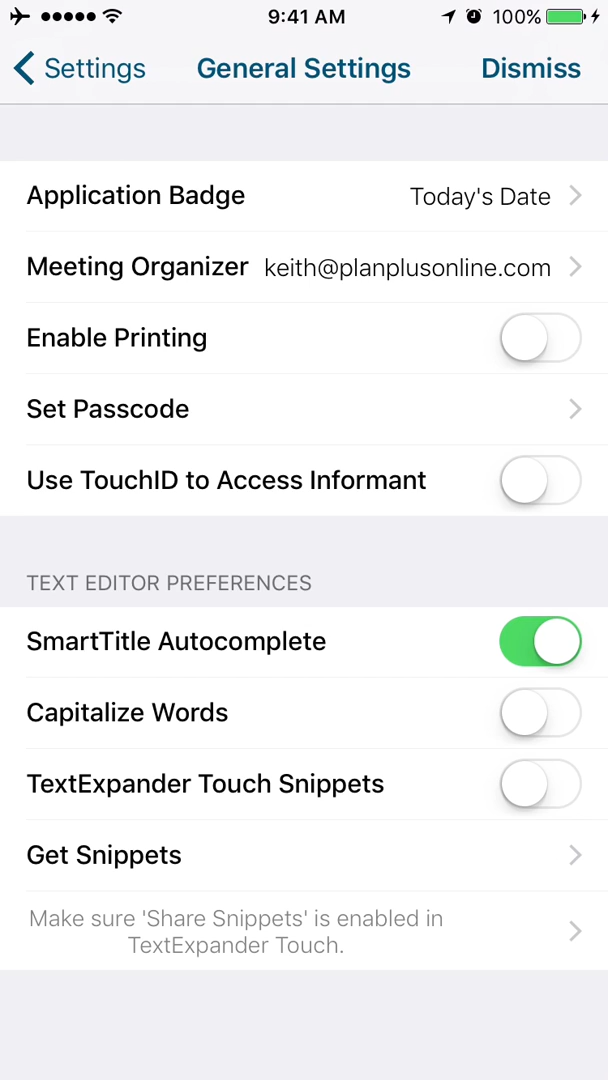 9:41 AM 100%
Settings General Settings Dismiss
Application Badge Today's Date
Meeting Organizer keith@planplusonline.com
Enable Printing
Set Passcode
Use TouchID to Access Informant
TEXT EDITOR PREFERENCES
SmartTitle Autocomplete
Capitalize Words
TextExpander Touch Snippets
Get Snippets
Make sure 'Share Snippets' is enabled in
TextExpander Touch.